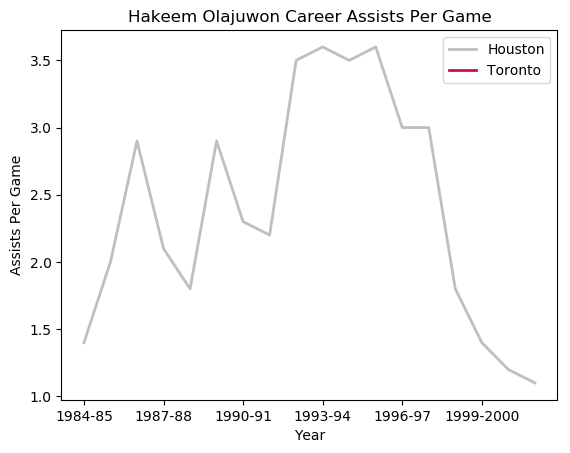 Hakeem Olajuwon Career Assists Per Game
Houston
Toronto
3.5
3.0
2.5
2.0
1.5
1.0
Assists Per Game
1984-85 1987-88 1990-91 1993-94 1996-97 1999-2000
Year